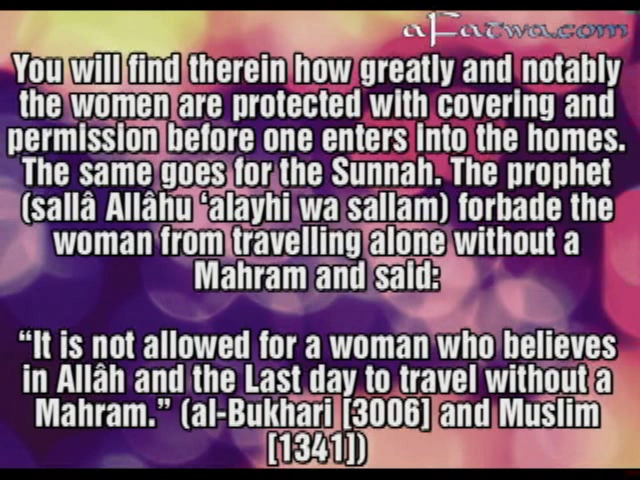 aFatwa.com
You will find therein how greatly and notably
the women are protected with covering and
permission before one enters into the homes.
The same goes for the Sunnah. The prophet
(sallâ Allâhu ‘alayhi wa sallam) forbade the
woman from travelling alone without a
Mahram and said:
“It is not allowed for a woman who believes
in Allâh and the Last day to travel without a
Mahram.” (al-Bukhari [3006] and Muslim
[1341])